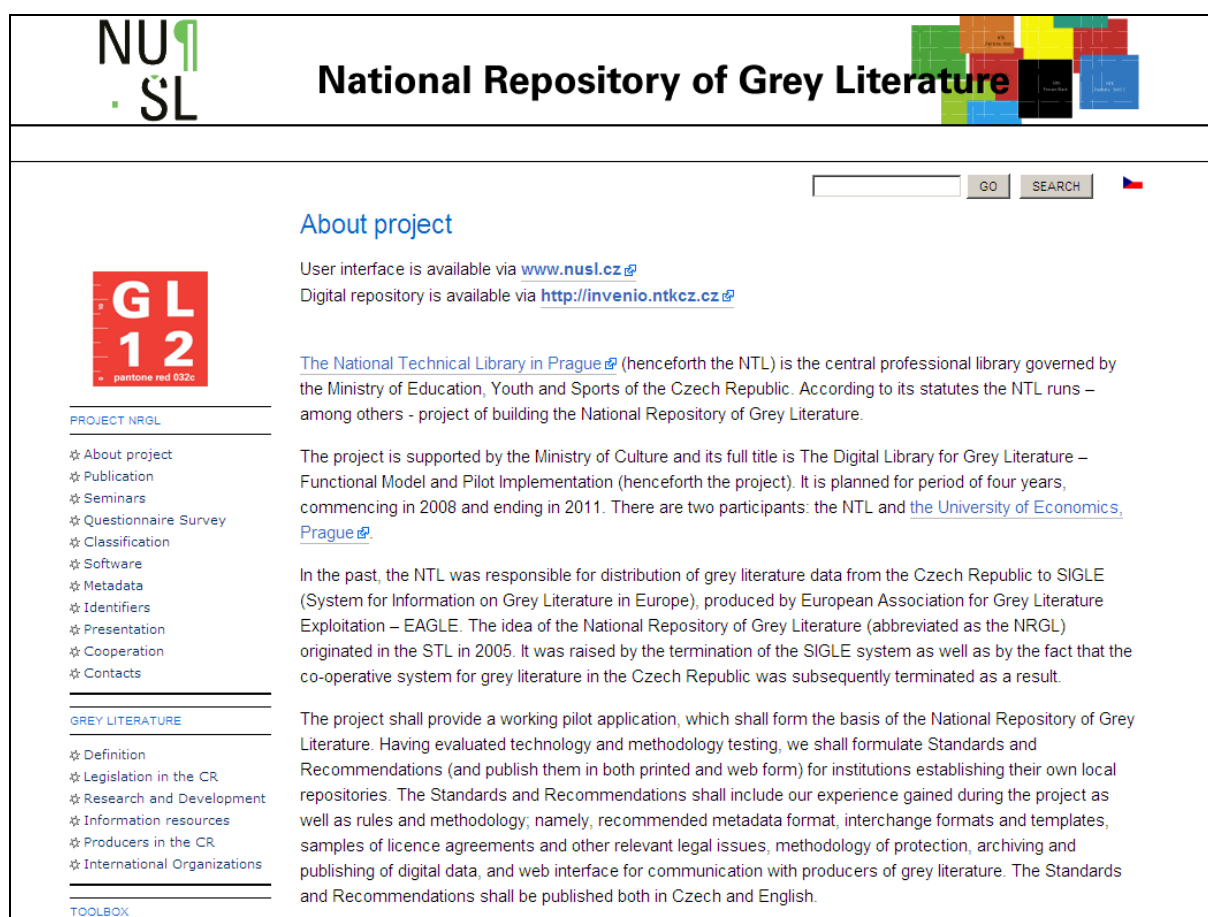 NU¶
· ŠL
National Repository of Grey Literature
GO
SEARCH
About project
User interface is available via www.nusl.cz
Digital repository is available via http://invenio.ntkcz.cz
GL
12
pantone red 032c
PROJECT NRGL
About project
Publication
Seminars
Questionnaire Survey
Classification
Software
Metadata
Identifiers
Presentation
Cooperation
Contacts
GREY LITERATURE
Definition
Legislation in the CR
Research and Development
Information resources
Producers in the CR
International Organizations
TOOLBOX
The National Technical Library in Prague (henceforth the NTL) is the central professional library governed by
the Ministry of Education, Youth and Sports of the Czech Republic. According to its statutes the NTL runs –
among others - project of building the National Repository of Grey Literature.
The project is supported by the Ministry of Culture and its full title is The Digital Library for Grey Literature –
Functional Model and Pilot Implementation (henceforth the project). It is planned for period of four years,
commencing in 2008 and ending in 2011. There are two participants: the NTL and the University of Economics,
Prague.
In the past, the NTL was responsible for distribution of grey literature data from the Czech Republic to SIGLE
(System for Information on Grey Literature in Europe), produced by European Association for Grey Literature
Exploitation – EAGLE. The idea of the National Repository of Grey Literature (abbreviated as the NRGL)
originated in the STL in 2005. It was raised by the termination of the SIGLE system as well as by the fact that the
co-operative system for grey literature in the Czech Republic was subsequently terminated as a result.
The project shall provide a working pilot application, which shall form the basis of the National Repository of Grey
Literature. Having evaluated technology and methodology testing, we shall formulate Standards and
Recommendations (and publish them in both printed and web form) for institutions establishing their own local
repositories. The Standards and Recommendations shall include our experience gained during the project as
well as rules and methodology; namely, recommended metadata format, interchange formats and templates,
samples of licence agreements and other relevant legal issues, methodology of protection, archiving and
publishing of digital data, and web interface for communication with producers of grey literature. The Standards
and Recommendations shall be published both in Czech and English.